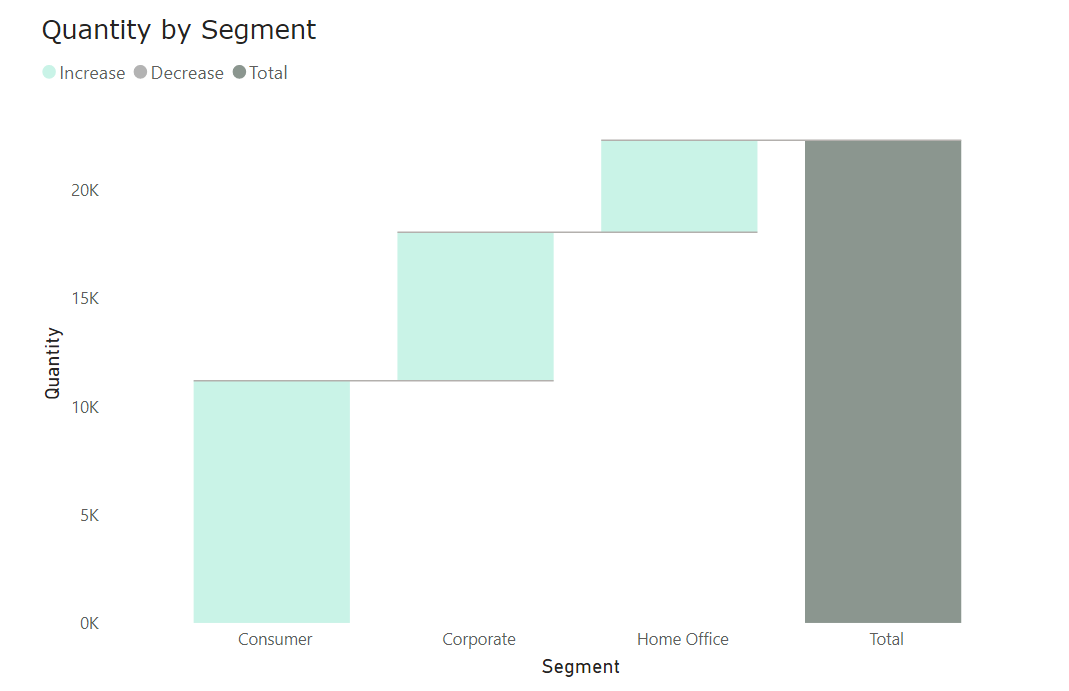 Quantity by Segment
Increase Decrease Total
20K
15K
10K
5K
0K
Quantity
Consumer Corporate Home Office Total
Segment